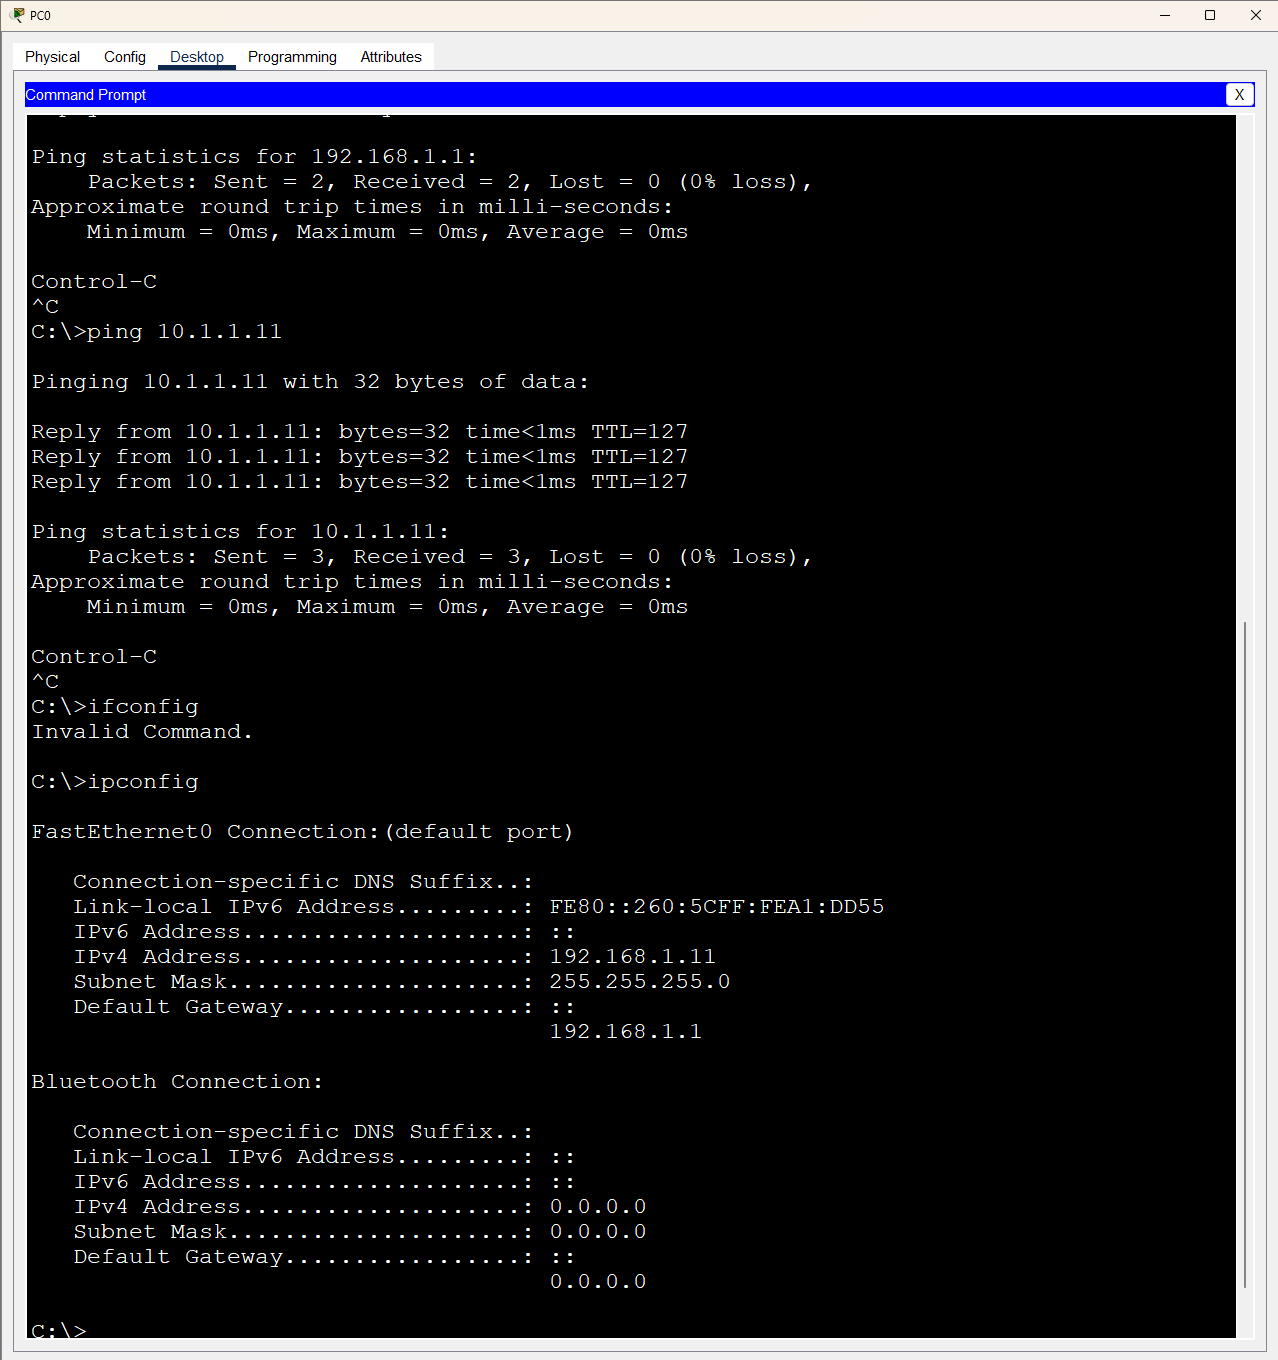 PC0
Physical Config Desktop Programming Attributes
Command Prompt X
Ping statistics for 192.168.1.1:
    Packets: Sent = 2, Received = 2, Lost = 0 (0% loss),
Approximate round trip times in milli-seconds:
    Minimum = 0ms, Maximum = 0ms, Average = 0ms
Control-C
^C
C:\>ping 10.1.1.11
Pinging 10.1.1.11 with 32 bytes of data:
Reply from 10.1.1.11: bytes=32 time<1ms TTL=127
Reply from 10.1.1.11: bytes=32 time<1ms TTL=127
Reply from 10.1.1.11: bytes=32 time<1ms TTL=127
Ping statistics for 10.1.1.11:
    Packets: Sent = 3, Received = 3, Lost = 0 (0% loss),
Approximate round trip times in milli-seconds:
    Minimum = 0ms, Maximum = 0ms, Average = 0ms
Control-C
^C
C:\>ifconfig
Invalid Command.
C:\>ipconfig
FastEthernet0 Connection:(default port)
   Connection-specific DNS Suffix..:
   Link-local IPv6 Address.........: FE80::260:5CFF:FEA1:DD55
   IPv6 Address....................: ::
   IPv4 Address....................: 192.168.1.11
   Subnet Mask.....................: 255.255.255.0
   Default Gateway.................: ::
                                     192.168.1.1
Bluetooth Connection:
   Connection-specific DNS Suffix..:
   Link-local IPv6 Address.........: ::
   IPv6 Address....................: ::
   IPv4 Address....................: 0.0.0.0
   Subnet Mask.....................: 0.0.0.0
   Default Gateway.................: ::
                                     0.0.0.0
C:\>